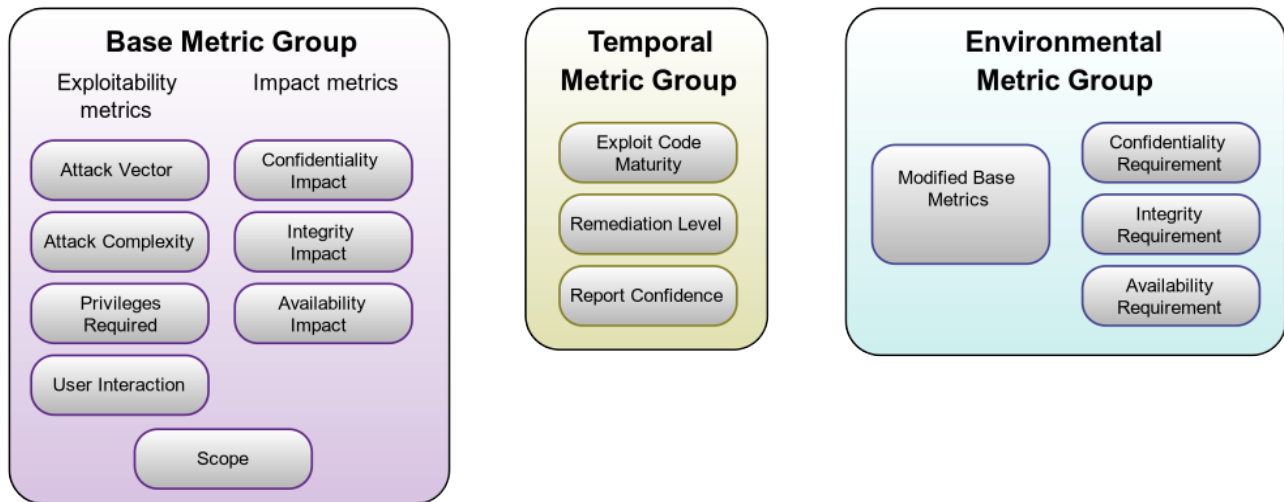 Base Metric Group
Exploitability
metrics
Impact metrics
Attack Vector
Attack Complexity
Privileges
Required
User Interaction
Confidentiality
Impact
Integrity
Impact
Availability
Impact
Scope
Temporal
Metric Group
Exploit Code
Maturity
Remediation Level
Report Confidence
Environmental
Metric Group
Modified Base
Metrics
Confidentiality
Requirement
Integrity
Requirement
Availability
Requirement